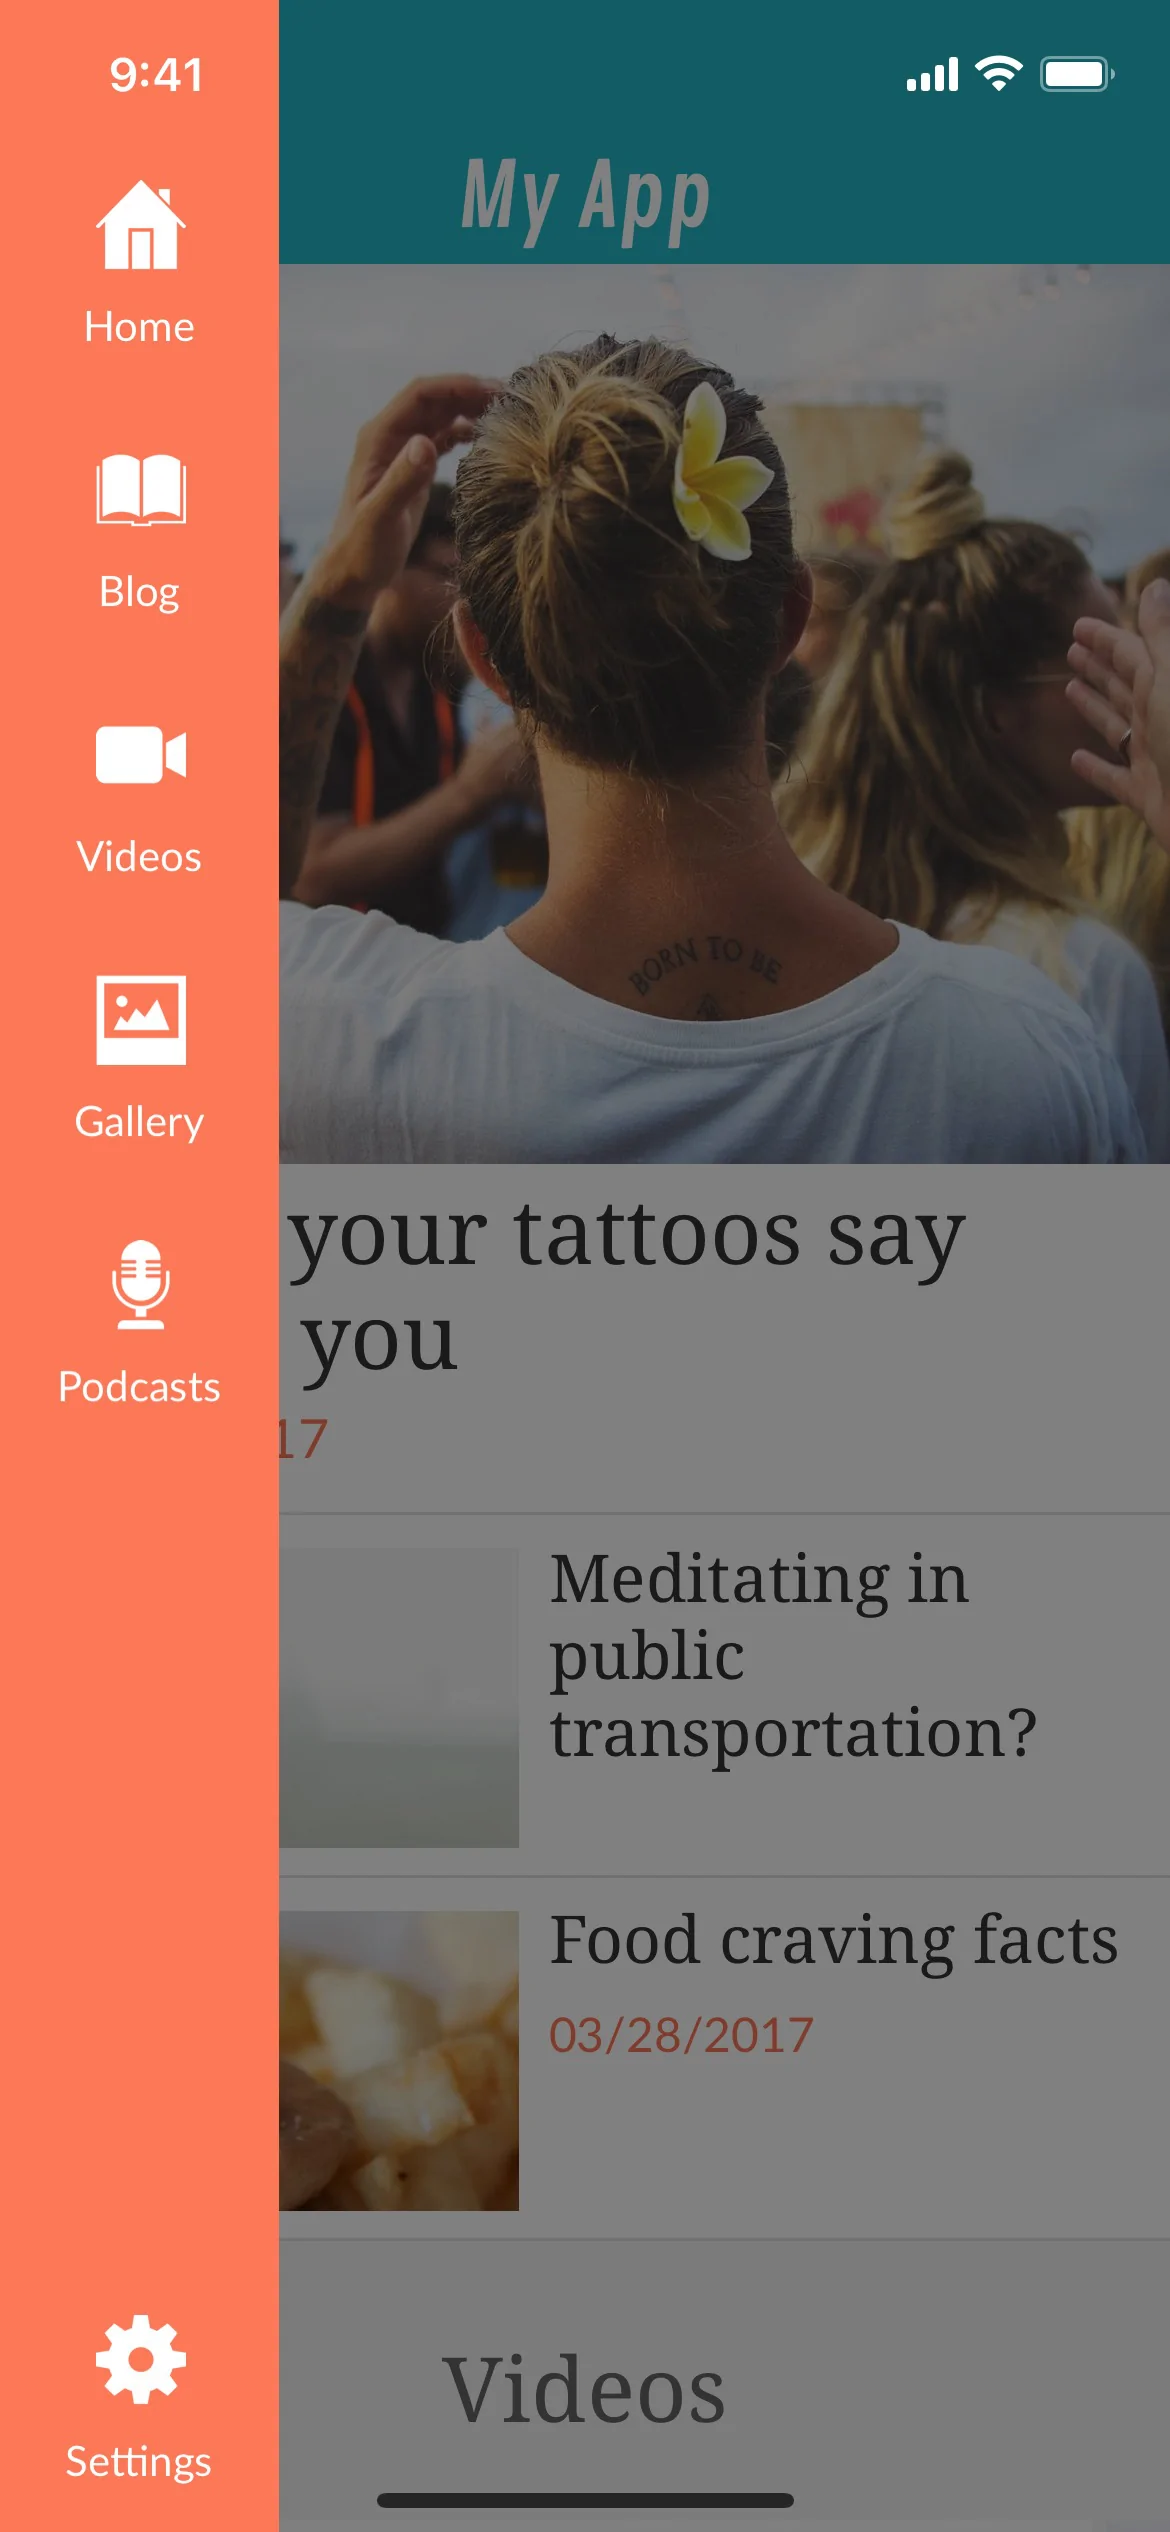 9:41
My App
Home
Blog
Videos
Gallery
Podcasts
Settings
BORN TO BE
your tattoos say
you
17
Meditating in
public
transportation?
Food craving facts
03/28/2017
Videos